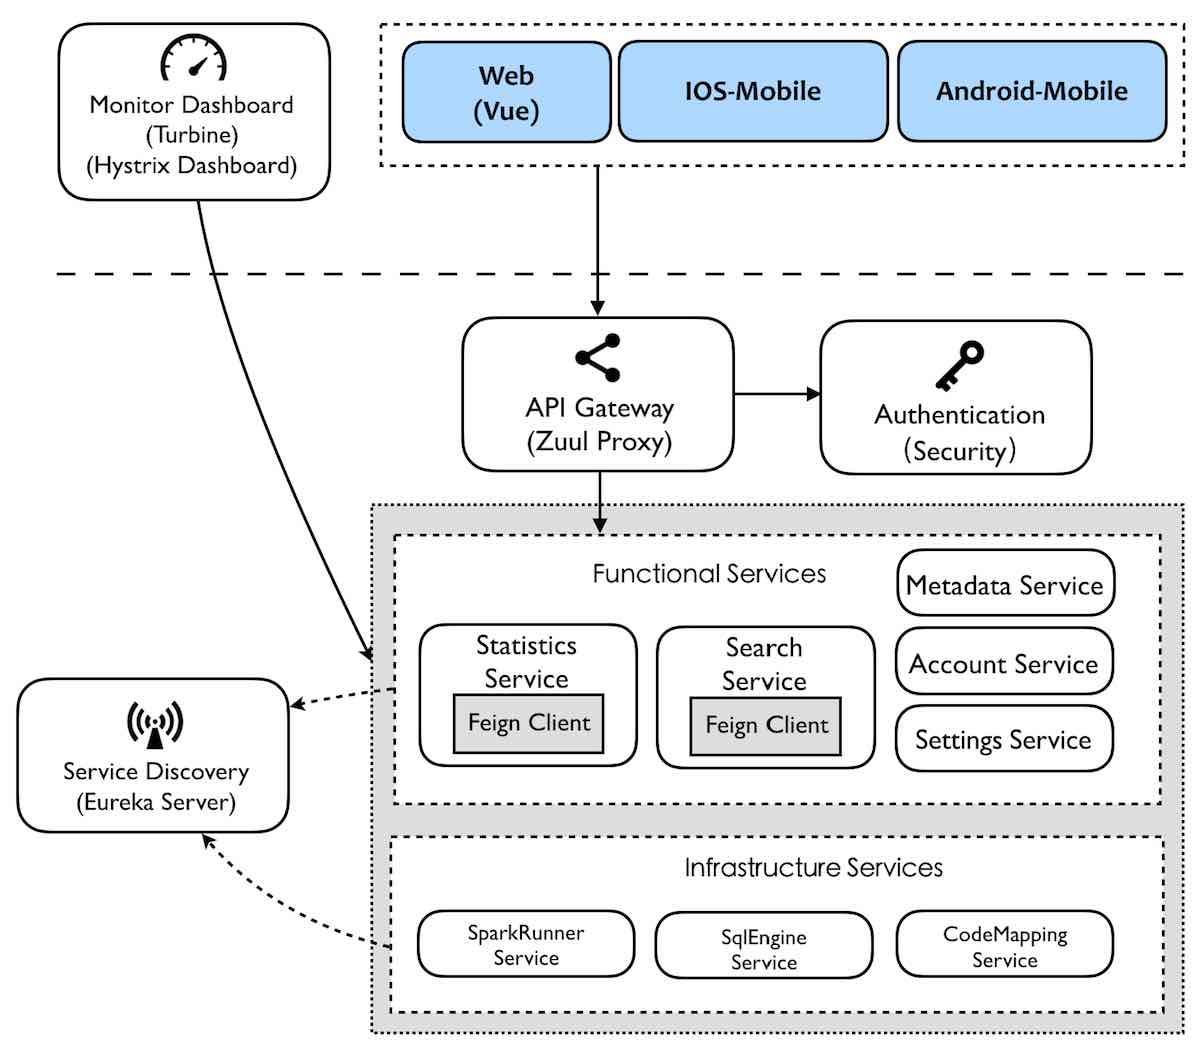 Monitor Dashboard
(Turbine)
(Hystrix Dashboard)
Web
(Vue)
IOS-Mobile
Android-Mobile
API Gateway
(Zuul Proxy)
Authentication
(Security)
Functional Services
Statistics
Service
Feign Client
Search
Service
Feign Client
Metadata Service
Account Service
Settings Service
Service Discovery
(Eureka Server)
Infrastructure Services
SparkRunner
Service
SqlEngine
Service
CodeMapping
Service